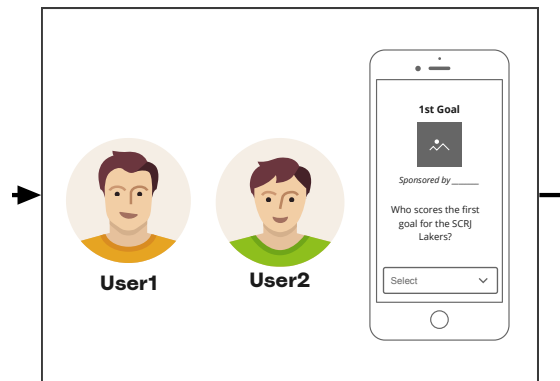 1st Goal
Sponsored by _______
Who scores the first
goal for the SCRJ
Lakers?
Select
User1
User2